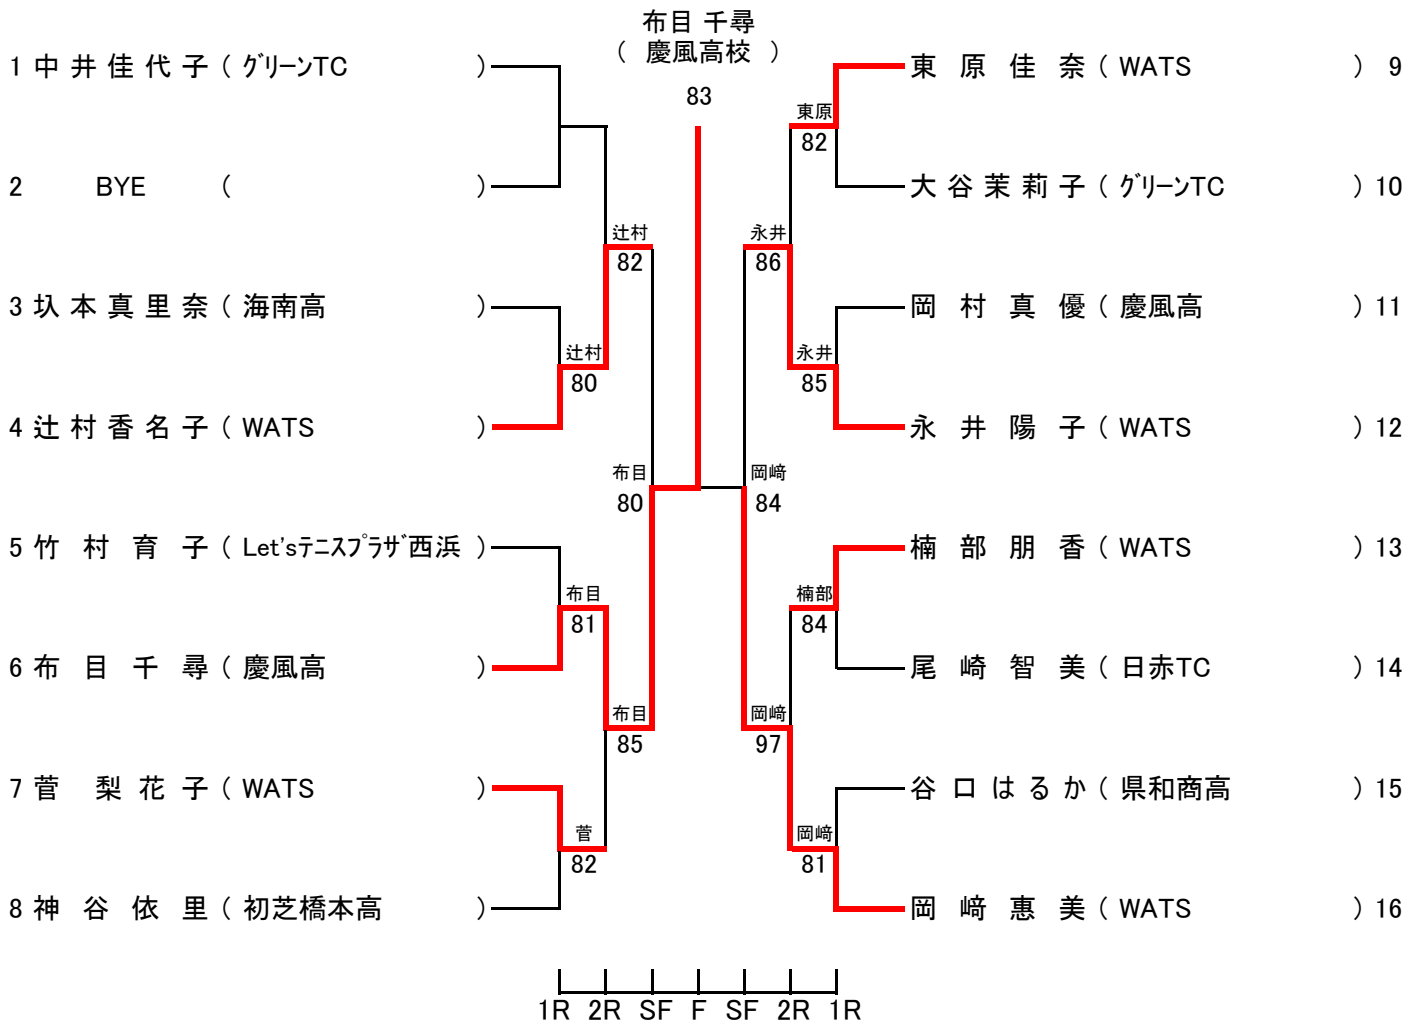 布目 千尋
( 慶風高校 )
83
1 中井佳代子 ( グリーンTC )
2 BYE ( )
3 圦本真里奈 ( 海南高 )
4 辻村香名子 ( WATS )
5 竹村育子 ( Let'sテニスプラザ西浜 )
6 布目千尋 ( 慶風高 )
7 菅 梨花子 ( WATS )
8 神谷依里 ( 初芝橋本高 )
辻村
82
辻村
80
布目
80
布目
81
布目
85
菅
82
東原
82
永井
86
永井
85
岡﨑
84
楠部
84
岡﨑
97
岡﨑
81
東原佳奈 ( WATS ) 9
大谷茉莉子 ( グリーンTC ) 10
岡村真優 ( 慶風高 ) 11
永井陽子 ( WATS ) 12
楠部朋香 ( WATS ) 13
尾崎智美 ( 日赤TC ) 14
谷口はるか ( 県和商高 ) 15
岡﨑惠美 ( WATS ) 16
1R 2R SF F SF 2R 1R